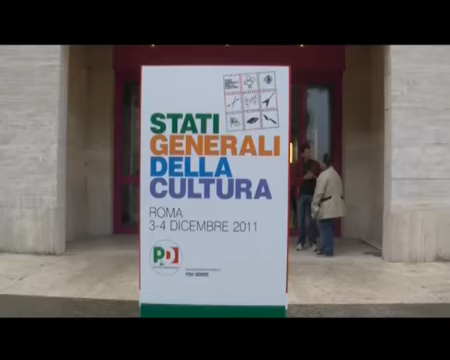 STATI
GENERALI
DELLA
CULTURA
ROMA
3-4 DICEMBRE 2011
PD